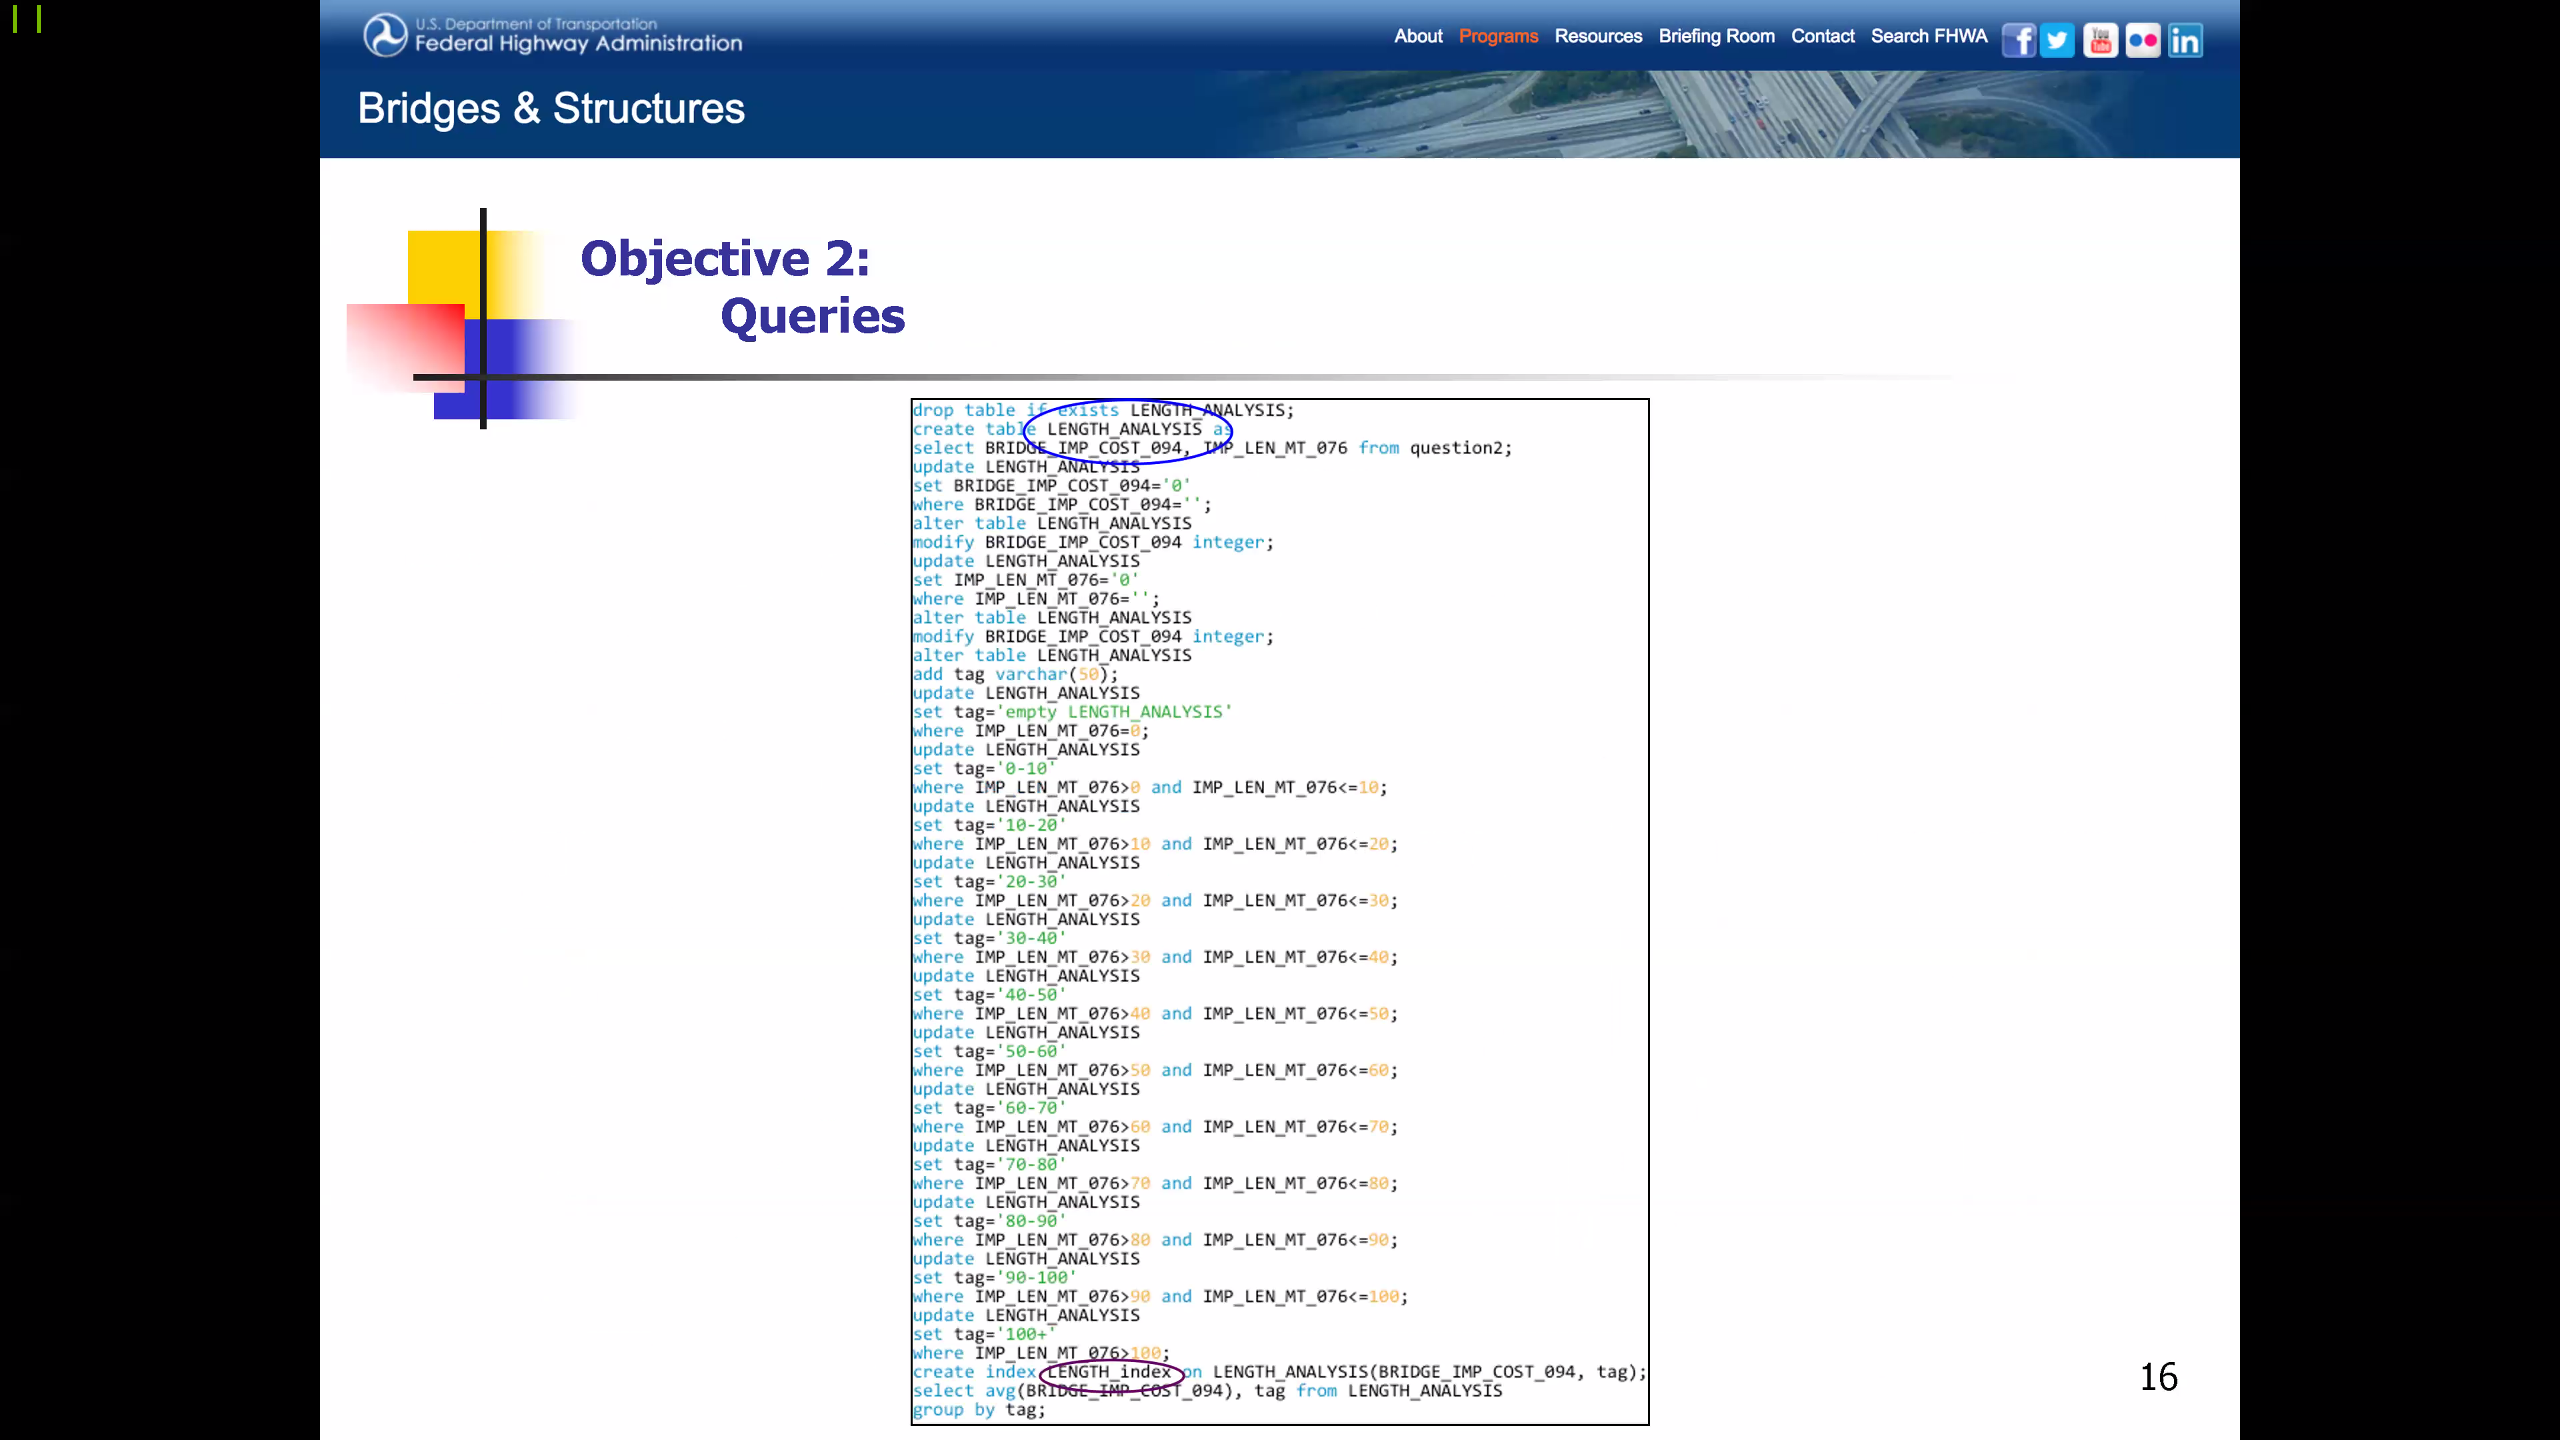 U.S. Department of Transportation
Federal Highway Administration
About Programs Resources Briefing Room Contact Search FHWA
f You Tube in
Bridges & Structures
Objective 2:
Queries
drop table if exists LENGTH_ANALYSIS;
create table LENGTH_ANALYSIS as
select BRIDGE_IMP_COST_094, IMP_LEN_MT_076 from question2;
update LENGTH_ANALYSIS
set BRIDGE_IMP_COST_094='0'
where BRIDGE_IMP_COST_094='';
alter table LENGTH_ANALYSIS
modify BRIDGE_IMP_COST_094 integer;
update LENGTH_ANALYSIS
set IMP_LEN_MT_076='0'
where IMP_LEN_MT_076='';
alter table LENGTH_ANALYSIS
modify BRIDGE_IMP_COST_094 integer;
alter table LENGTH_ANALYSIS
add tag varchar(50);
update LENGTH_ANALYSIS
set tag='empty LENGTH_ANALYSIS'
where IMP_LEN_MT_076=0;
update LENGTH_ANALYSIS
set tag='0-10'
where IMP_LEN_MT_076>0 and IMP_LEN_MT_076<=10;
update LENGTH_ANALYSIS
set tag='10-20'
where IMP_LEN_MT_076>10 and IMP_LEN_MT_076<=20;
update LENGTH_ANALYSIS
set tag='20-30'
where IMP_LEN_MT_076>20 and IMP_LEN_MT_076<=30;
update LENGTH_ANALYSIS
set tag='30-40'
where IMP_LEN_MT_076>30 and IMP_LEN_MT_076<=40;
update LENGTH_ANALYSIS
set tag='40-50'
where IMP_LEN_MT_076>40 and IMP_LEN_MT_076<=50;
update LENGTH_ANALYSIS
set tag='50-60'
where IMP_LEN_MT_076>50 and IMP_LEN_MT_076<=60;
update LENGTH_ANALYSIS
set tag='60-70'
where IMP_LEN_MT_076>60 and IMP_LEN_MT_076<=70;
update LENGTH_ANALYSIS
set tag='70-80'
where IMP_LEN_MT_076>70 and IMP_LEN_MT_076<=80;
update LENGTH_ANALYSIS
set tag='80-90'
where IMP_LEN_MT_076>80 and IMP_LEN_MT_076<=90;
update LENGTH_ANALYSIS
set tag='90-100'
where IMP_LEN_MT_076>90 and IMP_LEN_MT_076<=100;
update LENGTH_ANALYSIS
set tag='100+'
where IMP_LEN_MT_076>100;
create index LENGTH_index on LENGTH_ANALYSIS(BRIDGE_IMP_COST_094, tag);
select avg(BRIDGE_IMP_COST_094), tag from LENGTH_ANALYSIS
group by tag;
16